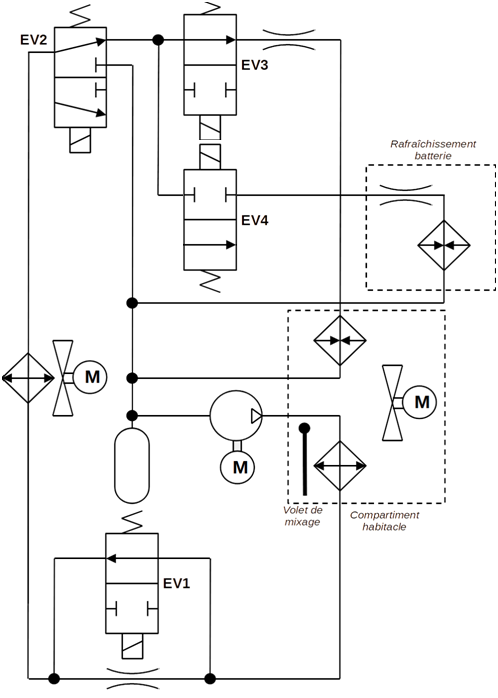 EV2
EV3
Rafraîchissement
batterie
EV4
M
M
M
Volet de
mixage
Compartiment
habitacle
EV1